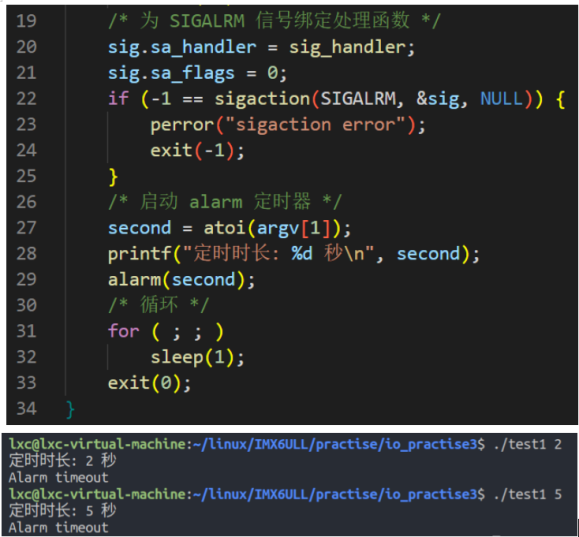 19 /* 为 SIGALRM 信号绑定处理函数 */
20 sig.sa_handler = sig_handler;
21 sig.sa_flags = 0;
22 if (-1 == sigaction(SIGALRM, &sig, NULL)) {
23 perror("sigaction error");
24 exit(-1);
25 }
26 /* 启动 alarm 定时器 */
27 second = atoi(argv[1]);
28 printf("定时时长: %d 秒\n", second);
29 alarm(second);
30 /* 循环 */
31 for ( ; ; )
32 sleep(1);
33 exit(0);
34 }
lxc@lxc-virtual-machine:~/linux/IMX6ULL/practise/io_practise3$ ./test1 2
定时时长: 2 秒
Alarm timeout
lxc@lxc-virtual-machine:~/linux/IMX6ULL/practise/io_practise3$ ./test1 5
定时时长: 5 秒
Alarm timeout